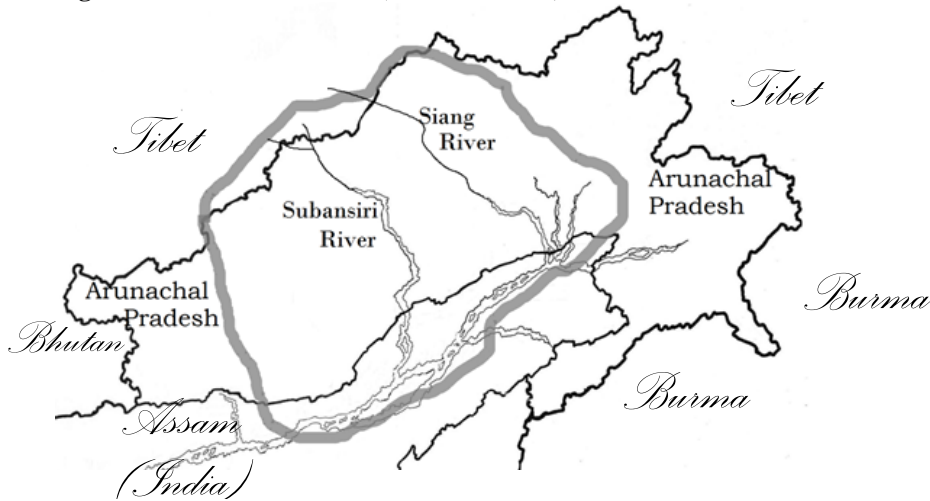 Tibet
Tibet
Siang
River
Arunachal
Pradesh
Subansiri
River
Arunachal
Pradesh
Burma
Bhutan
Burma
Assam
(India)